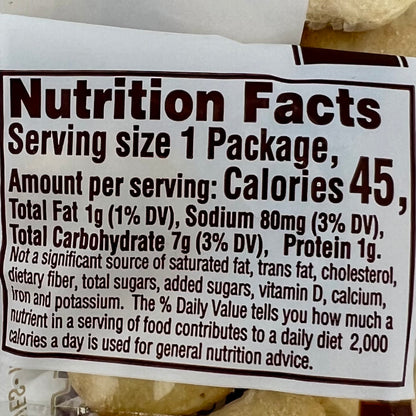 Nutrition Facts
Serving size 1 Package,
Amount per serving: Calories 45,
Total Fat 1g (1% DV), Sodium 80mg (3% DV),
Total Carbohydrate 7g (3% DV), Protein 1g.
Not a significant source of saturated fat, trans fat, cholesterol,
dietary fiber, total sugars, added sugars, vitamin D, calcium,
iron and potassium. The % Daily Value tells you how much a
nutrient in a serving of food contributes to a daily diet 2,000
calories a day is used for general nutrition advice.